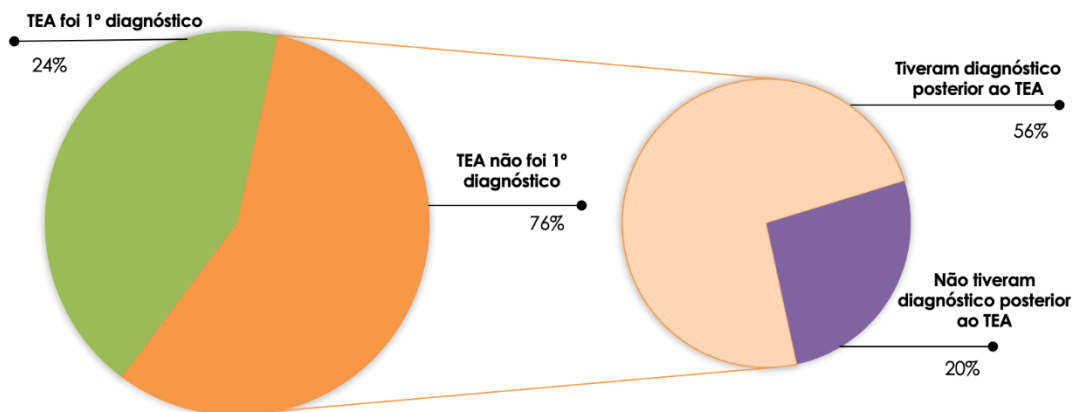 TEA foi 1º diagnóstico
24%
TEA não foi 1º
diagnóstico
76%
Tiveram diagnóstico
posterior ao TEA
56%
Não tiveram
diagnóstico posterior
ao TEA
20%